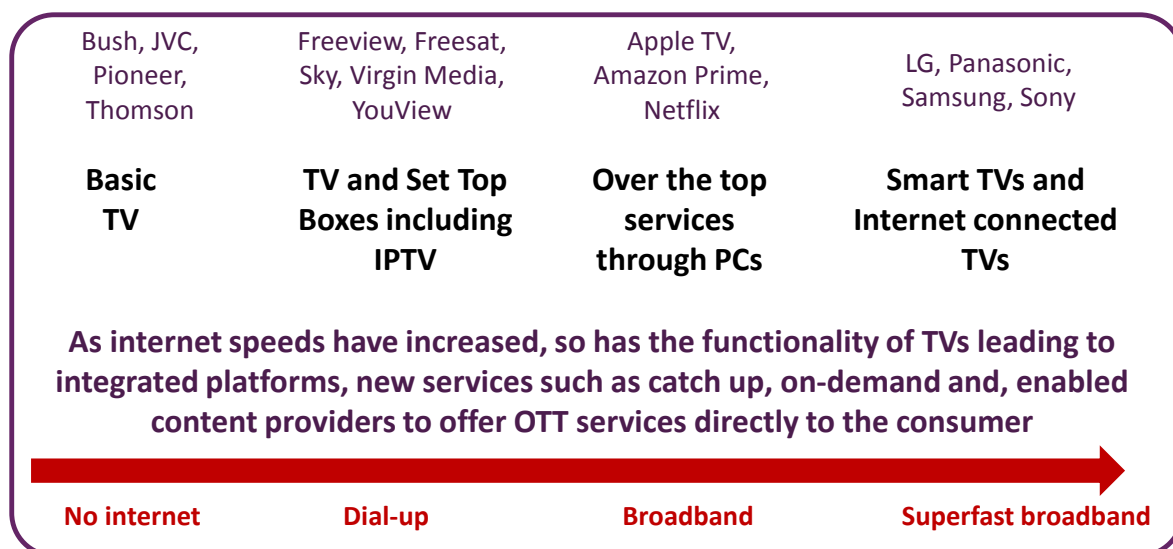 Bush, JVC,
Pioneer,
Thomson
Freeview, Freesat,
Sky, Virgin Media,
YouView
Apple TV,
Amazon Prime,
Netflix
LG, Panasonic,
Samsung, Sony
Basic
TV
TV and Set Top
Boxes including
IPTV
Over the top
services
through PCs
Smart TVs and
Internet connected
TVs
As internet speeds have increased, so has the functionality of TVs leading to
integrated platforms, new services such as catch up, on-demand and, enabled
content providers to offer OTT services directly to the consumer
No internet
Dial-up
Broadband
Superfast broadband